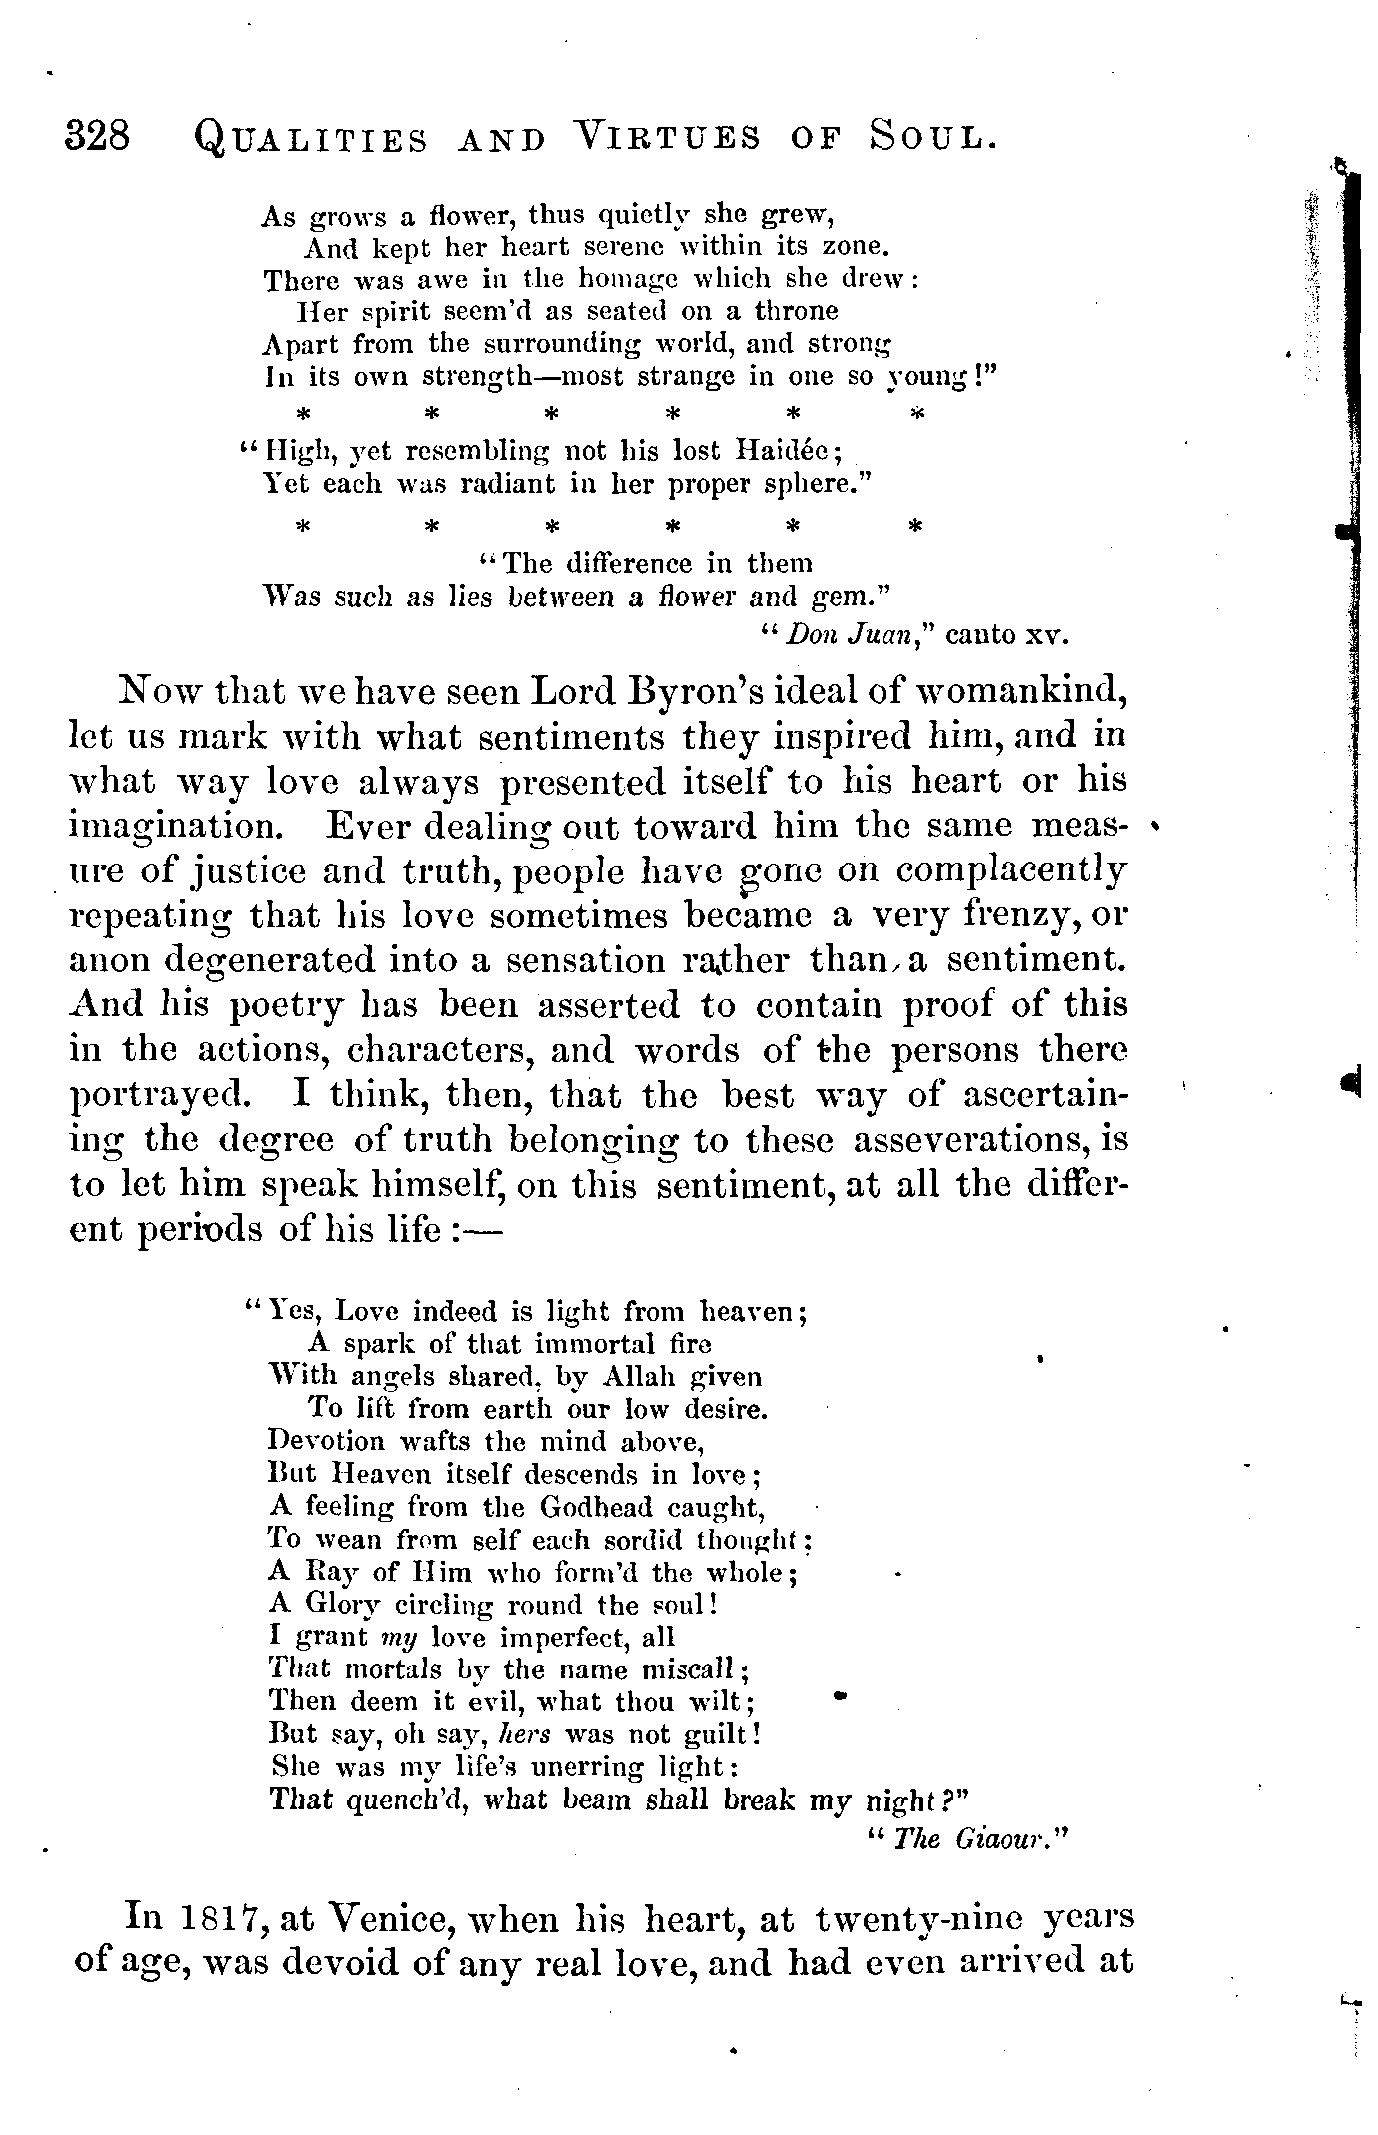 328 QUALITIES AND VIRTUES OF SOUL.
As grows a flower, thus quietly she grew,
And kept her heart serene within its zone.
There was awe in the homage which she drew:
Her spirit seem'd as seated on a throne
Apart from the surrounding world, and strong
In its own strength—most strange in one so young!"
* * * * * *
"High, yet resembling not his lost Haidée;
Yet each was radiant in her proper sphere."
* * * * * *
"The difference in them
Was such as lies between a flower and gem."
"Don Juan," canto xv.
Now that we have seen Lord Byron's ideal of womankind,
let us mark with what sentiments they inspired him, and in
what way love always presented itself to his heart or his
imagination. Ever dealing out toward him the same meas-
ure of justice and truth, people have gone on complacently
repeating that his love sometimes became a very frenzy, or
anon degenerated into a sensation rather than a sentiment.
And his poetry has been asserted to contain proof of this
in the actions, characters, and words of the persons there
portrayed. I think, then, that the best way of ascertain-
ing the degree of truth belonging to these asseverations, is
to let him speak himself, on this sentiment, at all the differ-
ent periods of his life:—
"Yes, Love indeed is light from heaven;
A spark of that immortal fire
With angels shared, by Allah given
To lift from earth our low desire.
Devotion wafts the mind above,
But Heaven itself descends in love;
A feeling from the Godhead caught,
To wean from self each sordid thought;
A Ray of Him who form'd the whole;
A Glory circling round the soul!
I grant my love imperfect, all
That mortals by the name miscall;
Then deem it evil, what thou wilt;
But say, oh say, hers was not guilt!
She was my life's unerring light:
That quench'd, what beam shall break my night?"
"The Giaour."
In 1817, at Venice, when his heart, at twenty-nine years
of age, was devoid of any real love, and had even arrived at